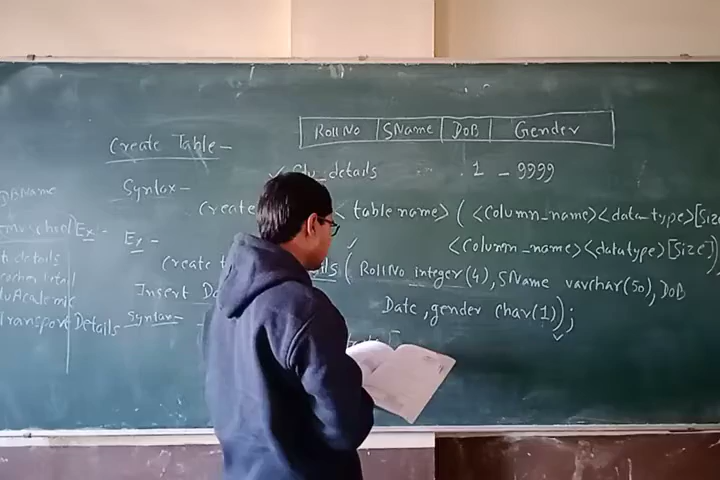 RollNo SName DoB Gender
Create Table -
Stu_details 1 - 9999
Syntax -
DBName
(create < table name> ( <Column_name><data_type>[Size
Ex -
Ex -
<Column_name><datatype>[Size])
t details
(create t ils ( RollNo integer(4), SName varchar(50), DoB
Insert Da
Academic
Date, gender char(1));
Transport Details
Syntax -